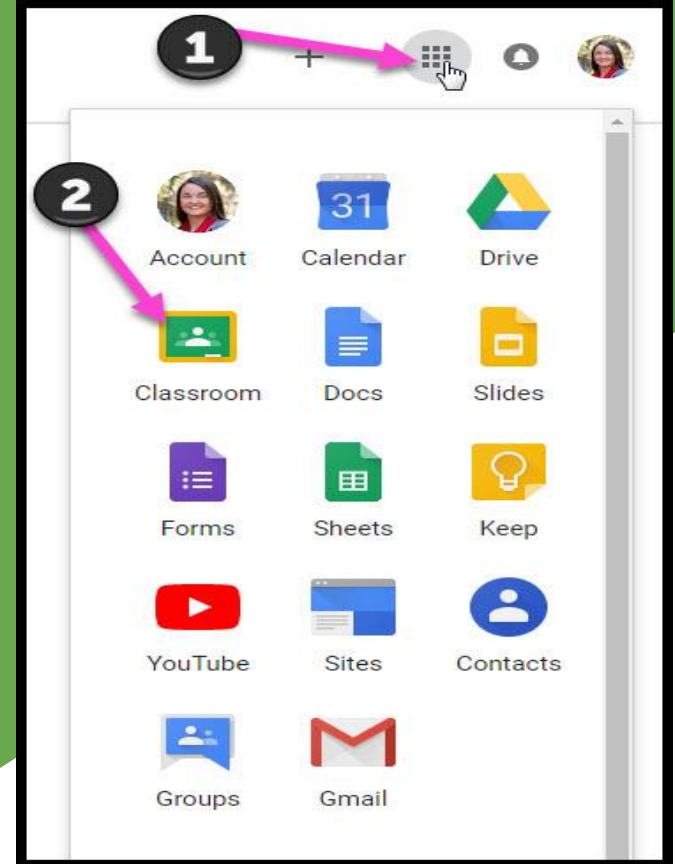 1
2
31
Account Calendar Drive
Classroom Docs Slides
Forms Sheets Keep
YouTube Sites Contacts
Groups Gmail